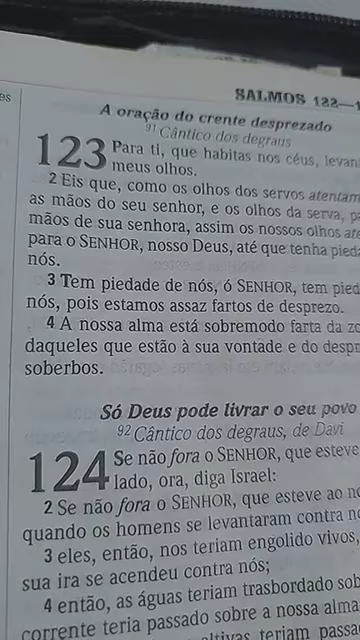 es
SALMOS 122—1
A oração do crente desprezado
91 Cântico dos degraus
123 Para ti, que habitas nos céus, levan
meus olhos.
2 Eis que, como os olhos dos servos atentam
as mãos do seu senhor, e os olhos da serva, pa
mãos de sua senhora, assim os nossos olhos ate
para o SENHOR, nosso Deus, até que tenha pieda
nós.
3 Tem piedade de nós, ó SENHOR, tem pied
nós, pois estamos assaz fartos de desprezo.
4 A nossa alma está sobremodo farta da zo
daqueles que estão à sua vontade e do despr
soberbos.
Só Deus pode livrar o seu povo
92 Cântico dos degraus, de Davi
124 Se não fora o SENHOR, que esteve
lado, ora, diga Israel:
2 Se não fora o SENHOR, que esteve ao no
quando os homens se levantaram contra nó
3 eles, então, nos teriam engolido vivos,
sua ira se acendeu contra nós;
4 então, as águas teriam trasbordado sob
corrente teria passado sobre a nossa alma
altivas teriam passa